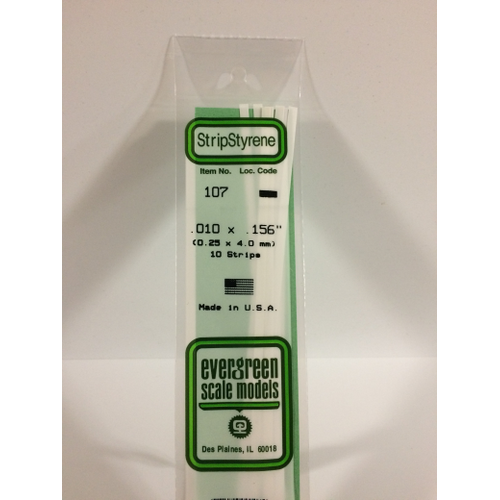 StripStyrene
Item No. Loc. Code
107
.010 x .156"
(0.25 x 4.0 mm)
10 Strips
Made in U.S.A.
evergreen
scale models
Des Plaines, IL 60018